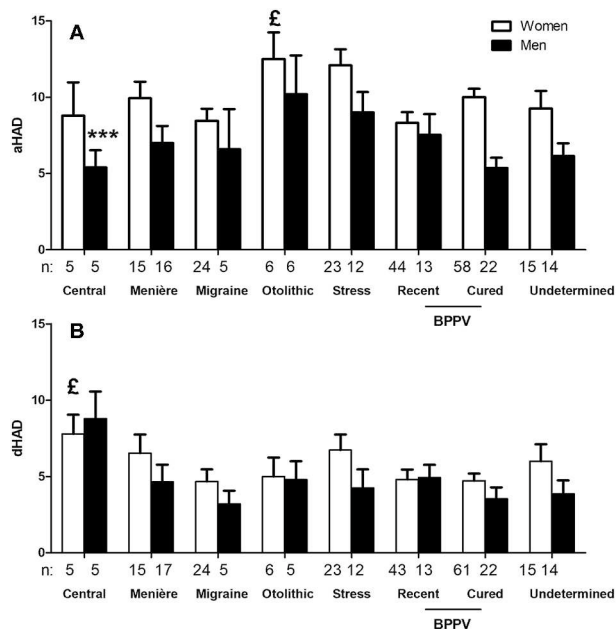 A
£
Women
Men
15
10
5
0
aHAD
***
n: 5 5 15 16 24 5 6 6 23 12 44 13 58 22 15 14
Central Menière Migraine Otolithic Stress Recent Cured Undetermined
BPPV
B
£
15
10
5
0
dHAD
n: 5 5 15 17 24 5 6 5 23 12 43 13 61 22 15 14
Central Menière Migraine Otolithic Stress Recent Cured Undetermined
BPPV